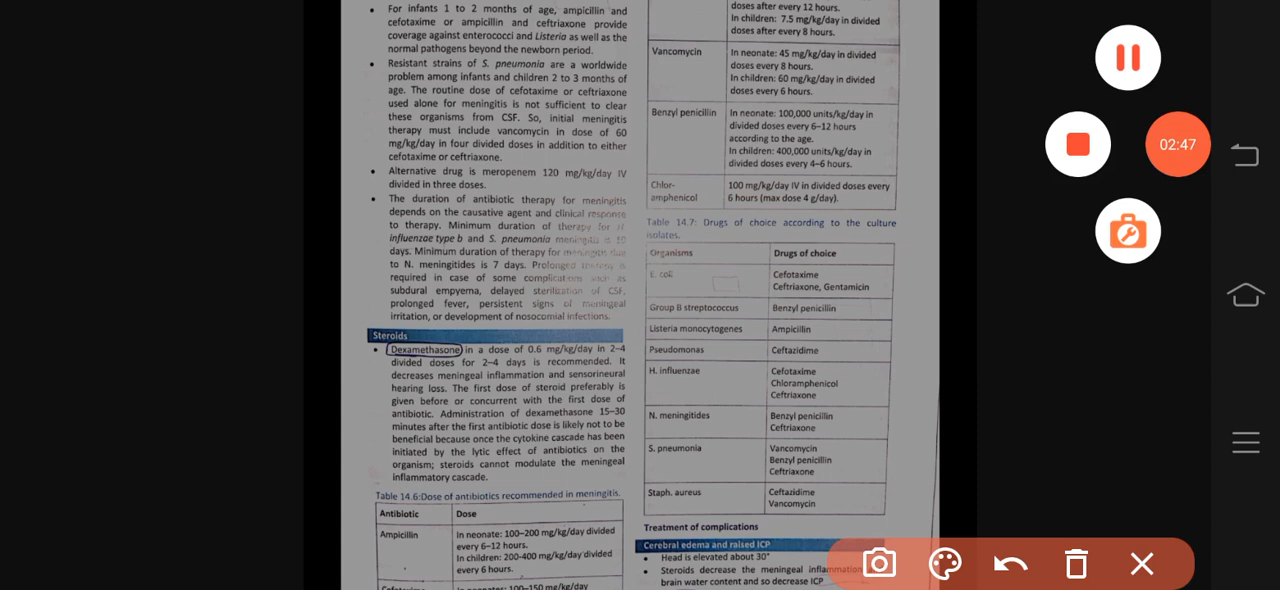 For infants 1 to 2 months of age, ampicillin and
cefotaxime or ampicillin and ceftriaxone provide
coverage against enterococci and Listeria as well as the
normal pathogens beyond the newborn period.
Resistant strains of S. pneumonia are a worldwide
problem among infants and children 2 to 3 months of
age. The routine dose of cefotaxime or ceftriaxone
used alone for meningitis is not sufficient to clear
these organisms from CSF. So, initial meningitis
therapy must include vancomycin in dose of 60
mg/kg/day in four divided doses in addition to either
cefotaxime or ceftriaxone.
Alternative drug is meropenem 120 mg/kg/day IV
divided in three doses.
The duration of antibiotic therapy for meningitis
depends on the causative agent and clinical response
to therapy. Minimum duration of therapy for H
influenzae type b and S. pneumonia meningitis is 10
days. Minimum duration of therapy for meningitis due
to N. meningitides is 7 days. Prolonged therapy is
required in case of some complications such as
subdural empyema, delayed sterilization of CSF,
prolonged fever, persistent signs of meningeal
irritation, or development of nosocomial infections.
Steroids
Dexamethasone in a dose of 0.6 mg/kg/day in 2-4
divided doses for 2-4 days is recommended. It
decreases meningeal inflammation and sensorineural
hearing loss. The first dose of steroid preferably is
given before or concurrent with the first dose of
antibiotic. Administration of dexamethasone 15-30
minutes after the first antibiotic dose is likely not to be
beneficial because once the cytokine cascade has been
initiated by the lytic effect of antibiotics on the
organism; steroids cannot modulate the meningeal
inflammatory cascade.
Table 14.6:Dose of antibiotics recommended in meningitis.
Antibiotic Dose
Ampicillin In neonate: 100-200 mg/kg/day divided
every 6-12 hours.
In children: 200-400 mg/kg/day divided
every 6 hours.
doses after every 12 hours.
In children: 7.5 mg/kg/day in divided
doses after every 8 hours.
Vancomycin In neonate: 45 mg/kg/day in divided
doses every 8 hours.
In children: 60 mg/kg/day in divided
doses every 6 hours.
Benzyl penicillin In neonate: 100,000 units/kg/day in
divided doses every 6-12 hours
according to the age.
In children: 400,000 units/kg/day in
divided doses every 4-6 hours.
Chlor- 100 mg/kg/day IV in divided doses every
amphenicol 6 hours (max dose 4 g/day).
Table 14.7: Drugs of choice according to the culture
isolates.
Organisms Drugs of choice
E. coli Cefotaxime
Ceftriaxone, Gentamicin
Group B streptococcus Benzyl penicillin
Listeria monocytogenes Ampicillin
Pseudomonas Ceftazidime
H. influenzae Cefotaxime
Chloramphenicol
Ceftriaxone
N. meningitides Benzyl penicillin
Ceftriaxone
S. pneumonia Vancomycin
Benzyl penicillin
Ceftriaxone
Staph. aureus Ceftazidime
Vancomycin
Treatment of complications
Cerebral edema and raised ICP
Head is elevated about 30°
Steroids decrease the meningeal inflammation
brain water content and so decrease ICP
02:47